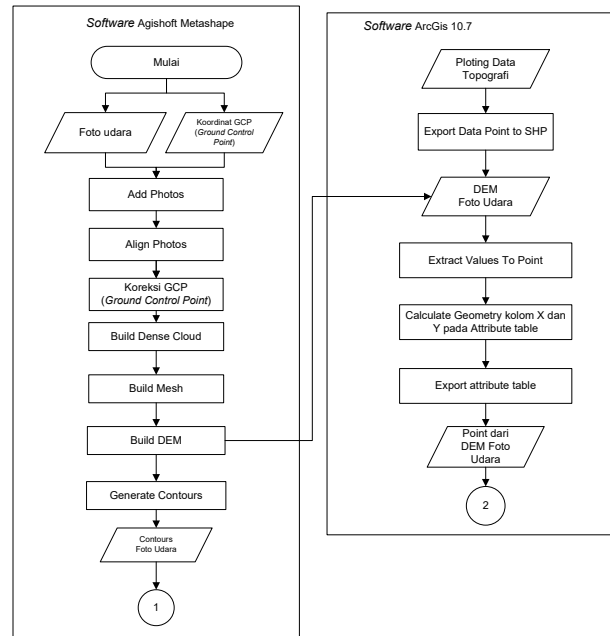 Software Agishoft Metashape
Mulai
Foto udara
Koordinat GCP
(Ground Control
Point)
Add Photos
Align Photos
Koreksi GCP
(Ground Control Point)
Build Dense Cloud
Build Mesh
Build DEM
Generate Contours
Contours
Foto Udara
1
Software ArcGis 10.7
Ploting Data
Topografi
Export Data Point to SHP
DEM
Foto Udara
Extract Values To Point
Calculate Geometry kolom X dan
Y pada Attribute table
Export attribute table
Point dari
DEM Foto
Udara
2